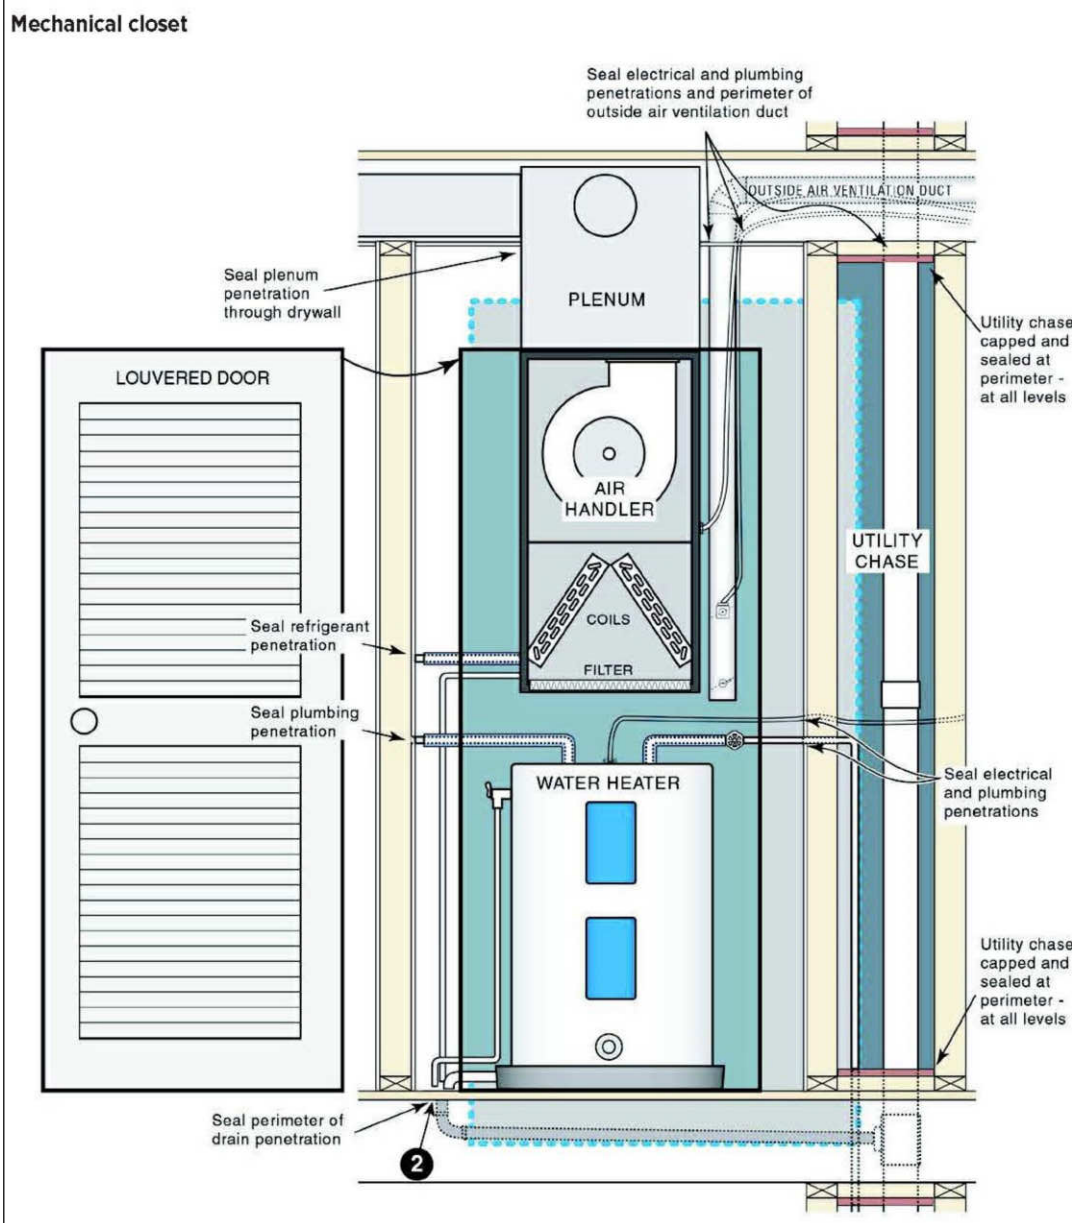 Mechanical closet
Seal electrical and plumbing
penetrations and perimeter of
outside air ventilation duct
OUTSIDE AIR VENTILATION DUCT
Seal plenum
penetration
through drywall
PLENUM
Utility chase
capped and
sealed at
perimeter -
at all levels
LOUVERED DOOR
AIR
HANDLER
UTILITY
CHASE
COILS
Seal refrigerant
penetration
FILTER
Seal plumbing
penetration
WATER HEATER
Seal electrical
and plumbing
penetrations
Utility chase
capped and
sealed at
perimeter -
at all levels
Seal perimeter of
drain penetration
2